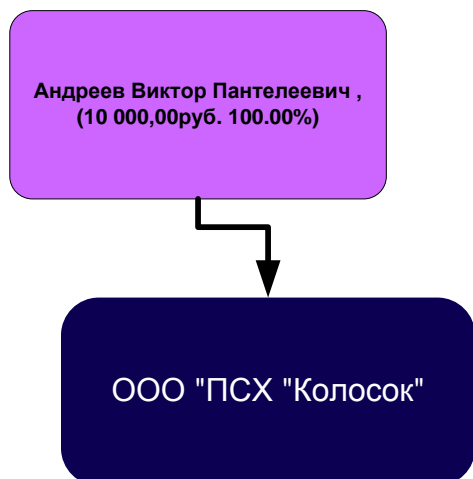 Андреев Виктор Пантелеевич ,
(10 000,00руб. 100.00%)
ООО "ПСХ "Колосок"